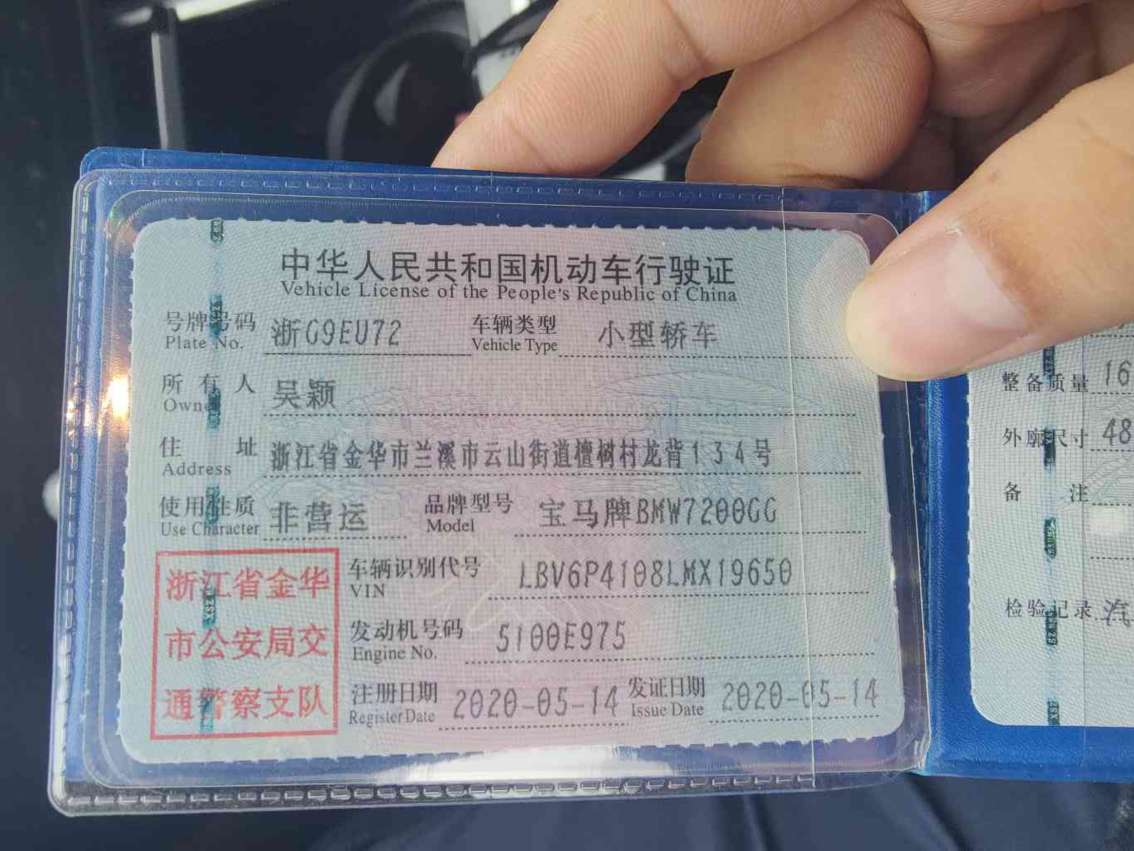 中华人民共和国机动车行驶证
Vehicle License of the People's Republic of China
号牌号码 浙G9EU72 车辆类型 小型轿车
Plate No. Vehicle Type
所有人 吴颖
Owner
住址 浙江省金华市兰溪市云山街道檀树村龙背134号
Address
使用性质 非营运 品牌型号 宝马牌BMW7200GG
Use Character Model
浙江省金华
市公安局交
通警察支队
车辆识别代号 LBV6P4108LMX19650
VIN
发动机号码 5100E975
Engine No.
注册日期 2020-05-14 发证日期 2020-05-14
Register Date Issue Date
整备质量 16
外廓尺寸 48
备注
检验记录 汽